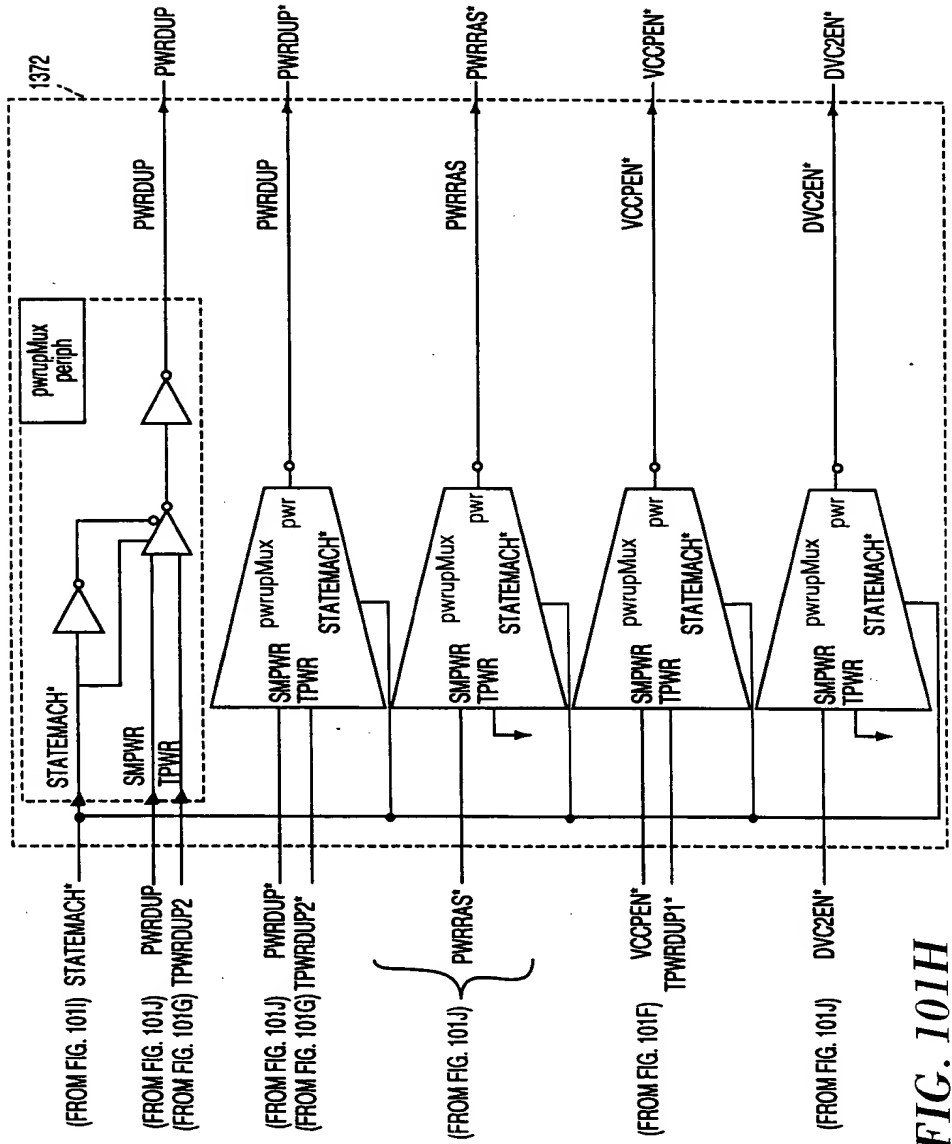 1372
(FROM FIG. 101I) STATEMACH*
STATEMACH*
pwrupMux
periph
(FROM FIG. 101J) PWRDUP
SMPWR
PWRDUP
PWRDUP
(FROM FIG. 101G) TPWRDUP2
TPWR
(FROM FIG. 101J) PWRDUP*
(FROM FIG. 101G) TPWRDUP2*
SMPWR
TPWR
pwrupMux
STATEMACH*
pwr
PWRDUP
PWRDUP*
(FROM FIG. 101J)
PWRRAS*
SMPWR
TPWR
pwrupMux
STATEMACH*
pwr
PWRRAS
PWRRAS*
(FROM FIG. 101F) VCCPEN*
TPWRDUP1*
SMPWR
TPWR
pwrupMux
STATEMACH*
pwr
VCCPEN*
VCCPEN*
(FROM FIG. 101J) DVC2EN*
SMPWR
TPWR
pwrupMux
STATEMACH*
pwr
DVC2EN*
DVC2EN*
FIG. 101H